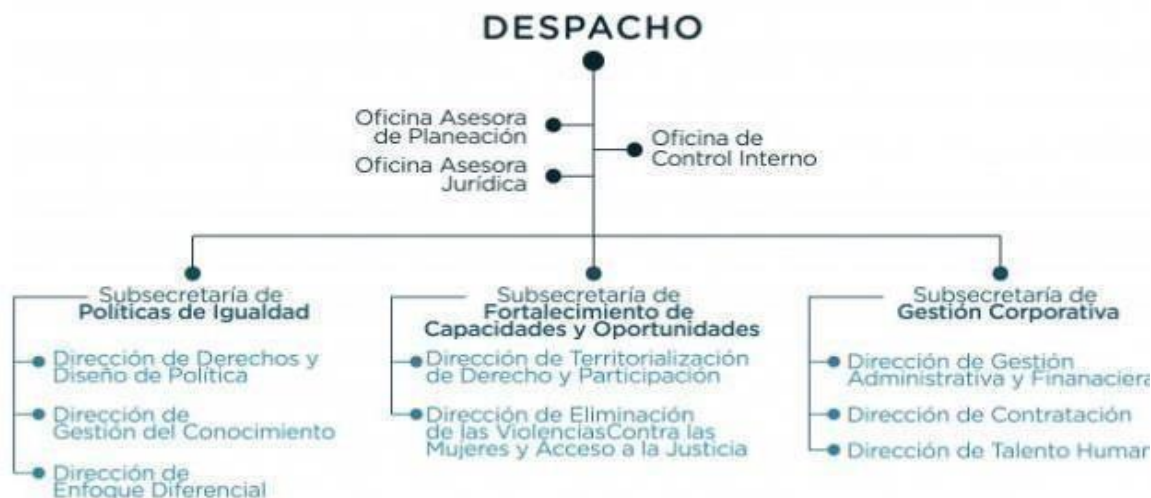 DESPACHO
Oficina Asesora
de Planeación
Oficina de
Control Interno
Oficina Asesora
Jurídica
Subsecretaría de
Políticas de Igualdad
Dirección de Derechos y
Diseño de Política
Dirección de
Gestión del Conocimiento
Dirección de
Enfoque Diferencial
Subsecretaría de
Fortalecimiento de
Capacidades y Oportunidades
Dirección de Territorialización
de Derecho y Participación
Dirección de Eliminación
de las ViolenciasContra las
Mujeres y Acceso a la Justicia
Subsecretaría de
Gestión Corporativa
Dirección de Gestión
Administrativa y Finanaciera
Dirección de Contratación
Dirección de Talento Human